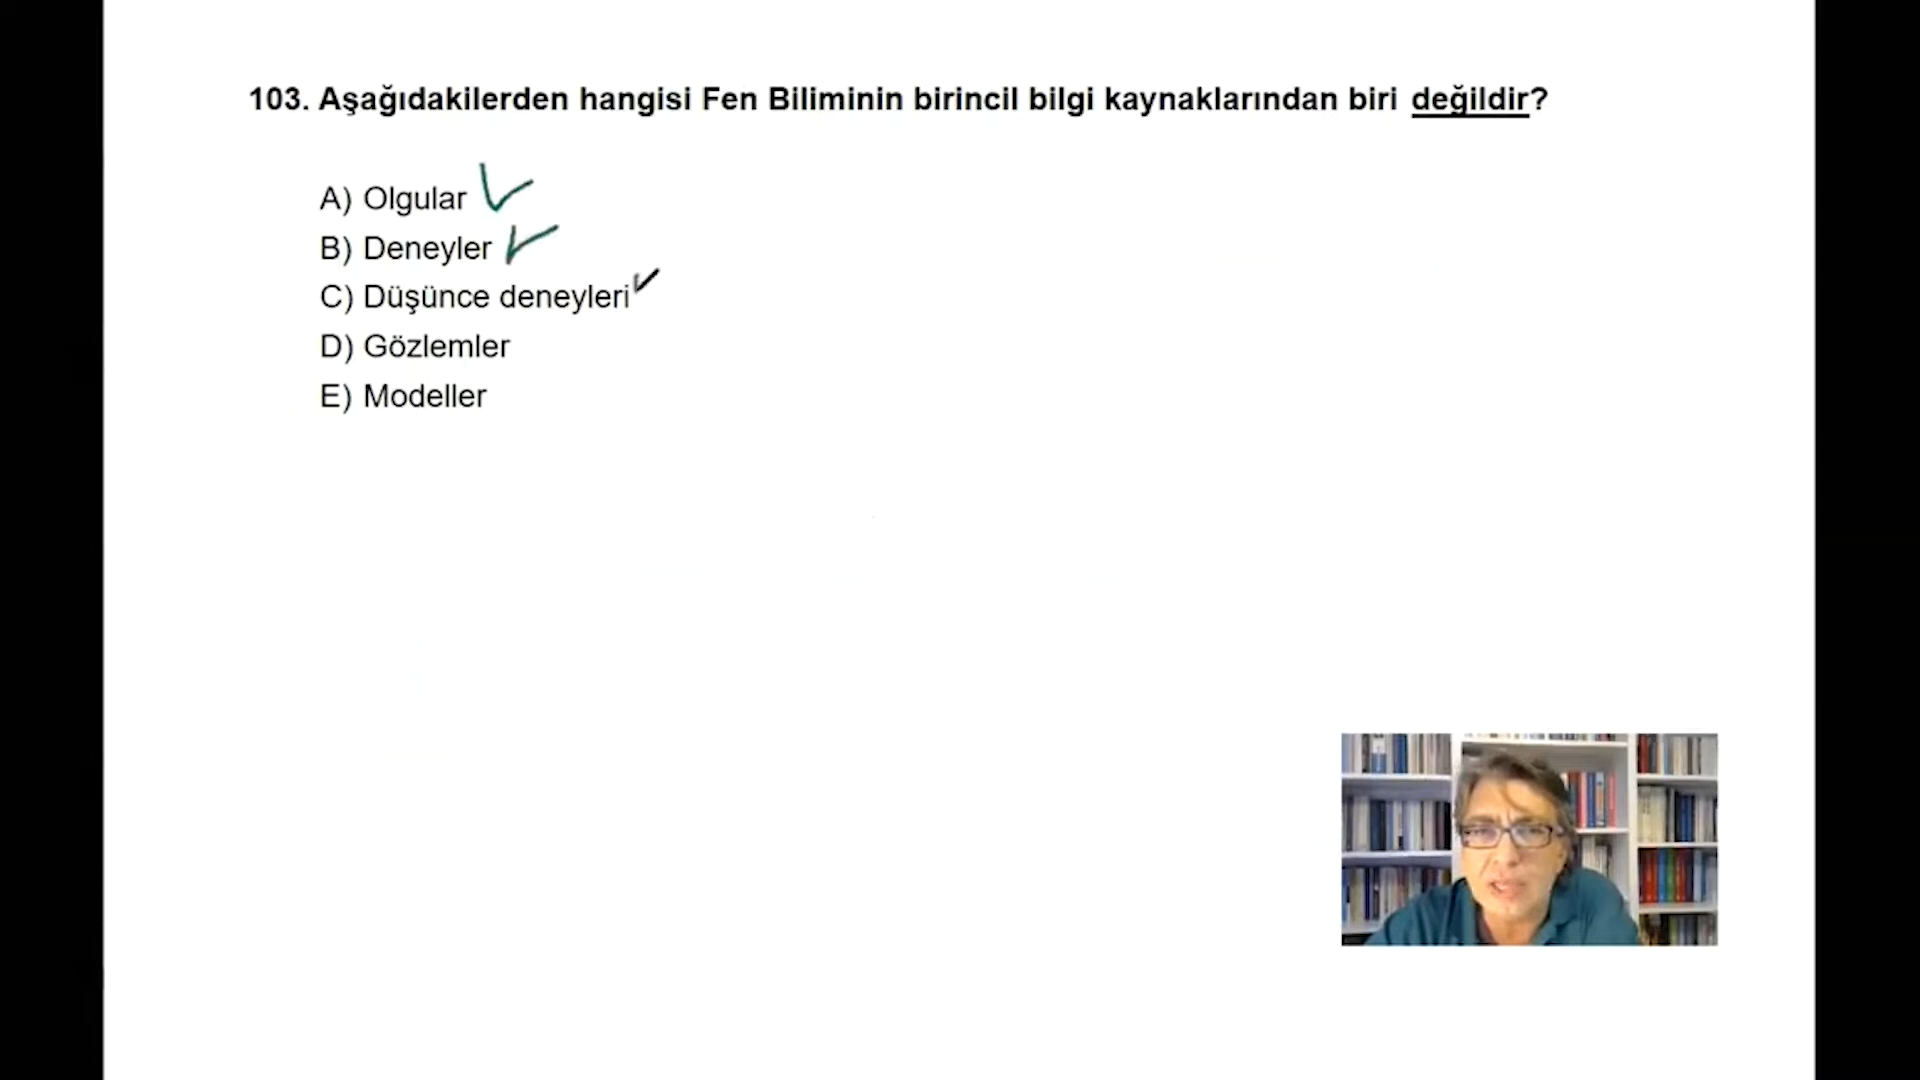 103. Aşağıdakilerden hangisi Fen Biliminin birincil bilgi kaynaklarından biri değildir?
A) Olgular
B) Deneyler
C) Düşünce deneyleri
D) Gözlemler
E) Modeller